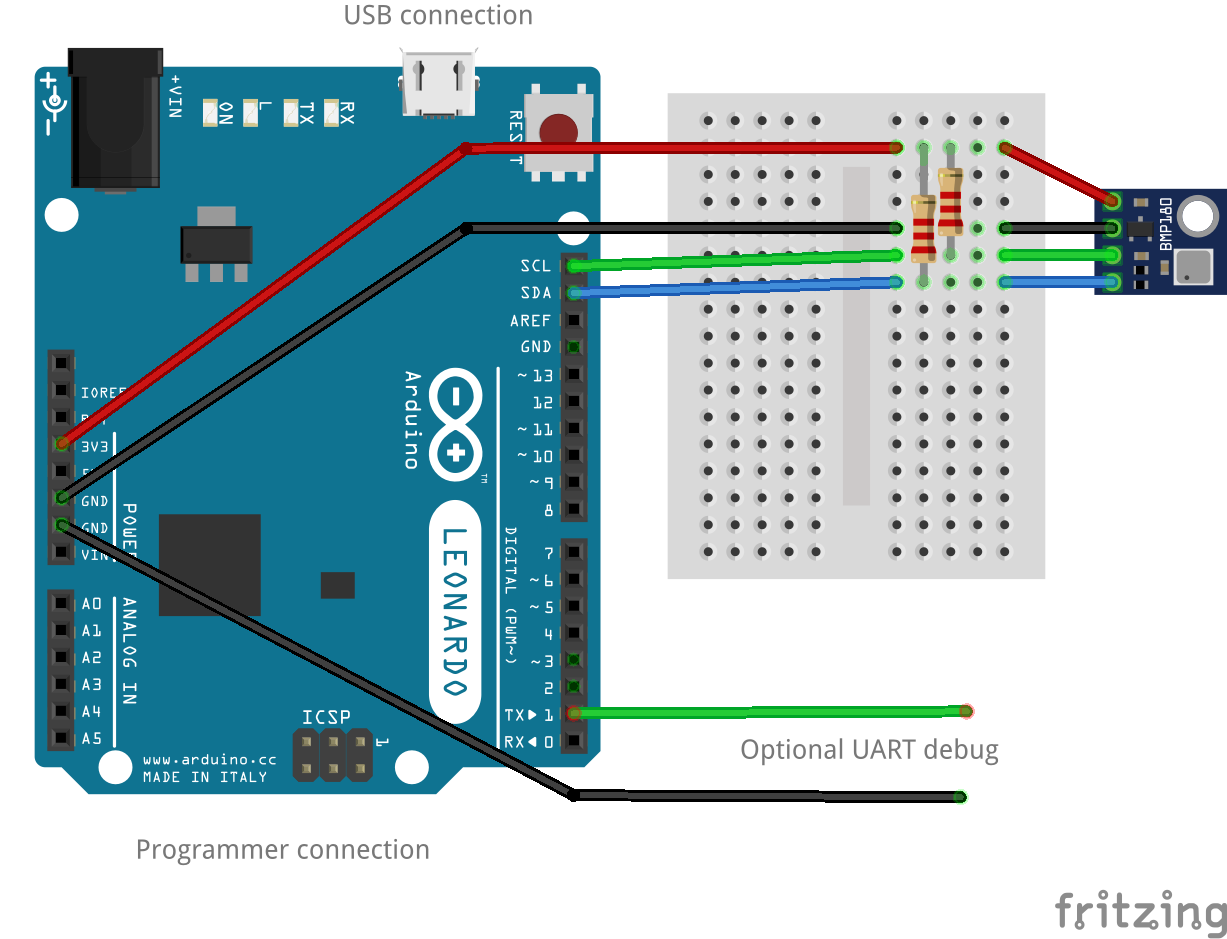 USB connection
+VIN
ON
L
TX
RX
RESET
SCL
SDA
AREF
GND
~ 13
12
~ 11
~ 10
~ 9
8
7
~ 6
~ 5
4
~ 3
2
TX▶ 1
RX◀ 0
DIGITAL (PWM~)
IOREF
3V3
GND
GND
VIN
POWER
A0
A1
A2
A3
A4
A5
ANALOG IN
Arduino
TM
LEONARDO
ICSP
1
www.arduino.cc
MADE IN ITALY
BMP180
Optional UART debug
Programmer connection
fritzing